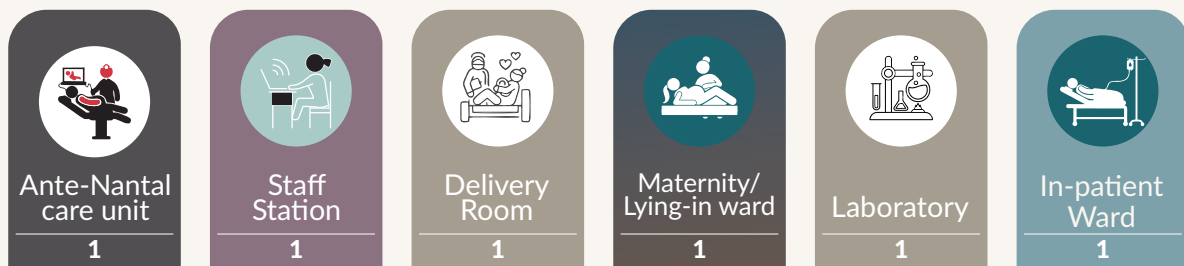 Ante-Nantal
care unit
1
Staff
Station
1
Delivery
Room
1
Maternity/
Lying-in ward
1
Laboratory
1
In-patient
Ward
1